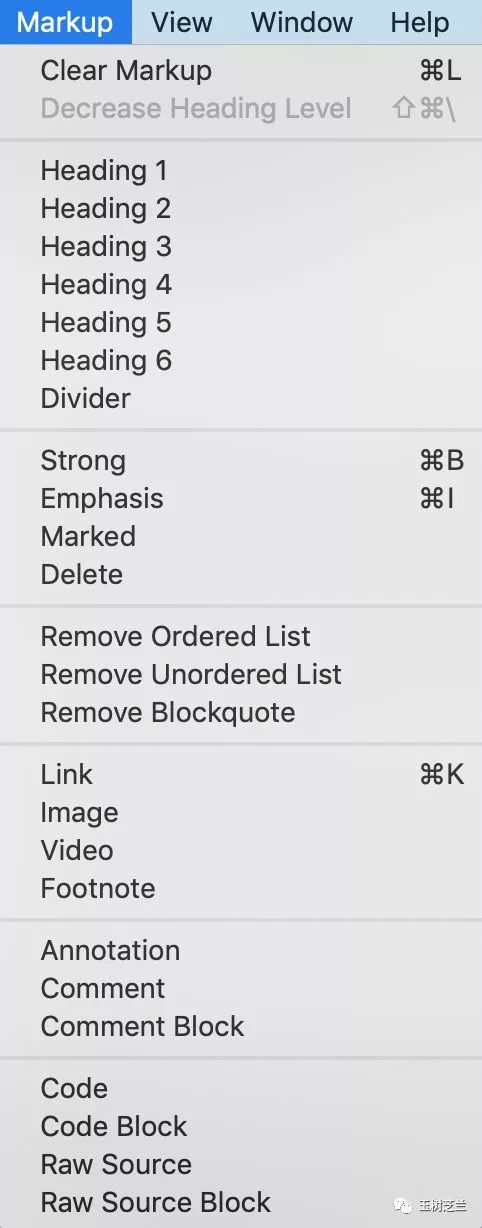 Markup View Window Help
Clear Markup ⌘L
Decrease Heading Level ⇧⌘\
Heading 1
Heading 2
Heading 3
Heading 4
Heading 5
Heading 6
Divider
Strong ⌘B
Emphasis ⌘I
Marked
Delete
Remove Ordered List
Remove Unordered List
Remove Blockquote
Link ⌘K
Image
Video
Footnote
Annotation
Comment
Comment Block
Code
Code Block
Raw Source
Raw Source Block
玉树芝兰